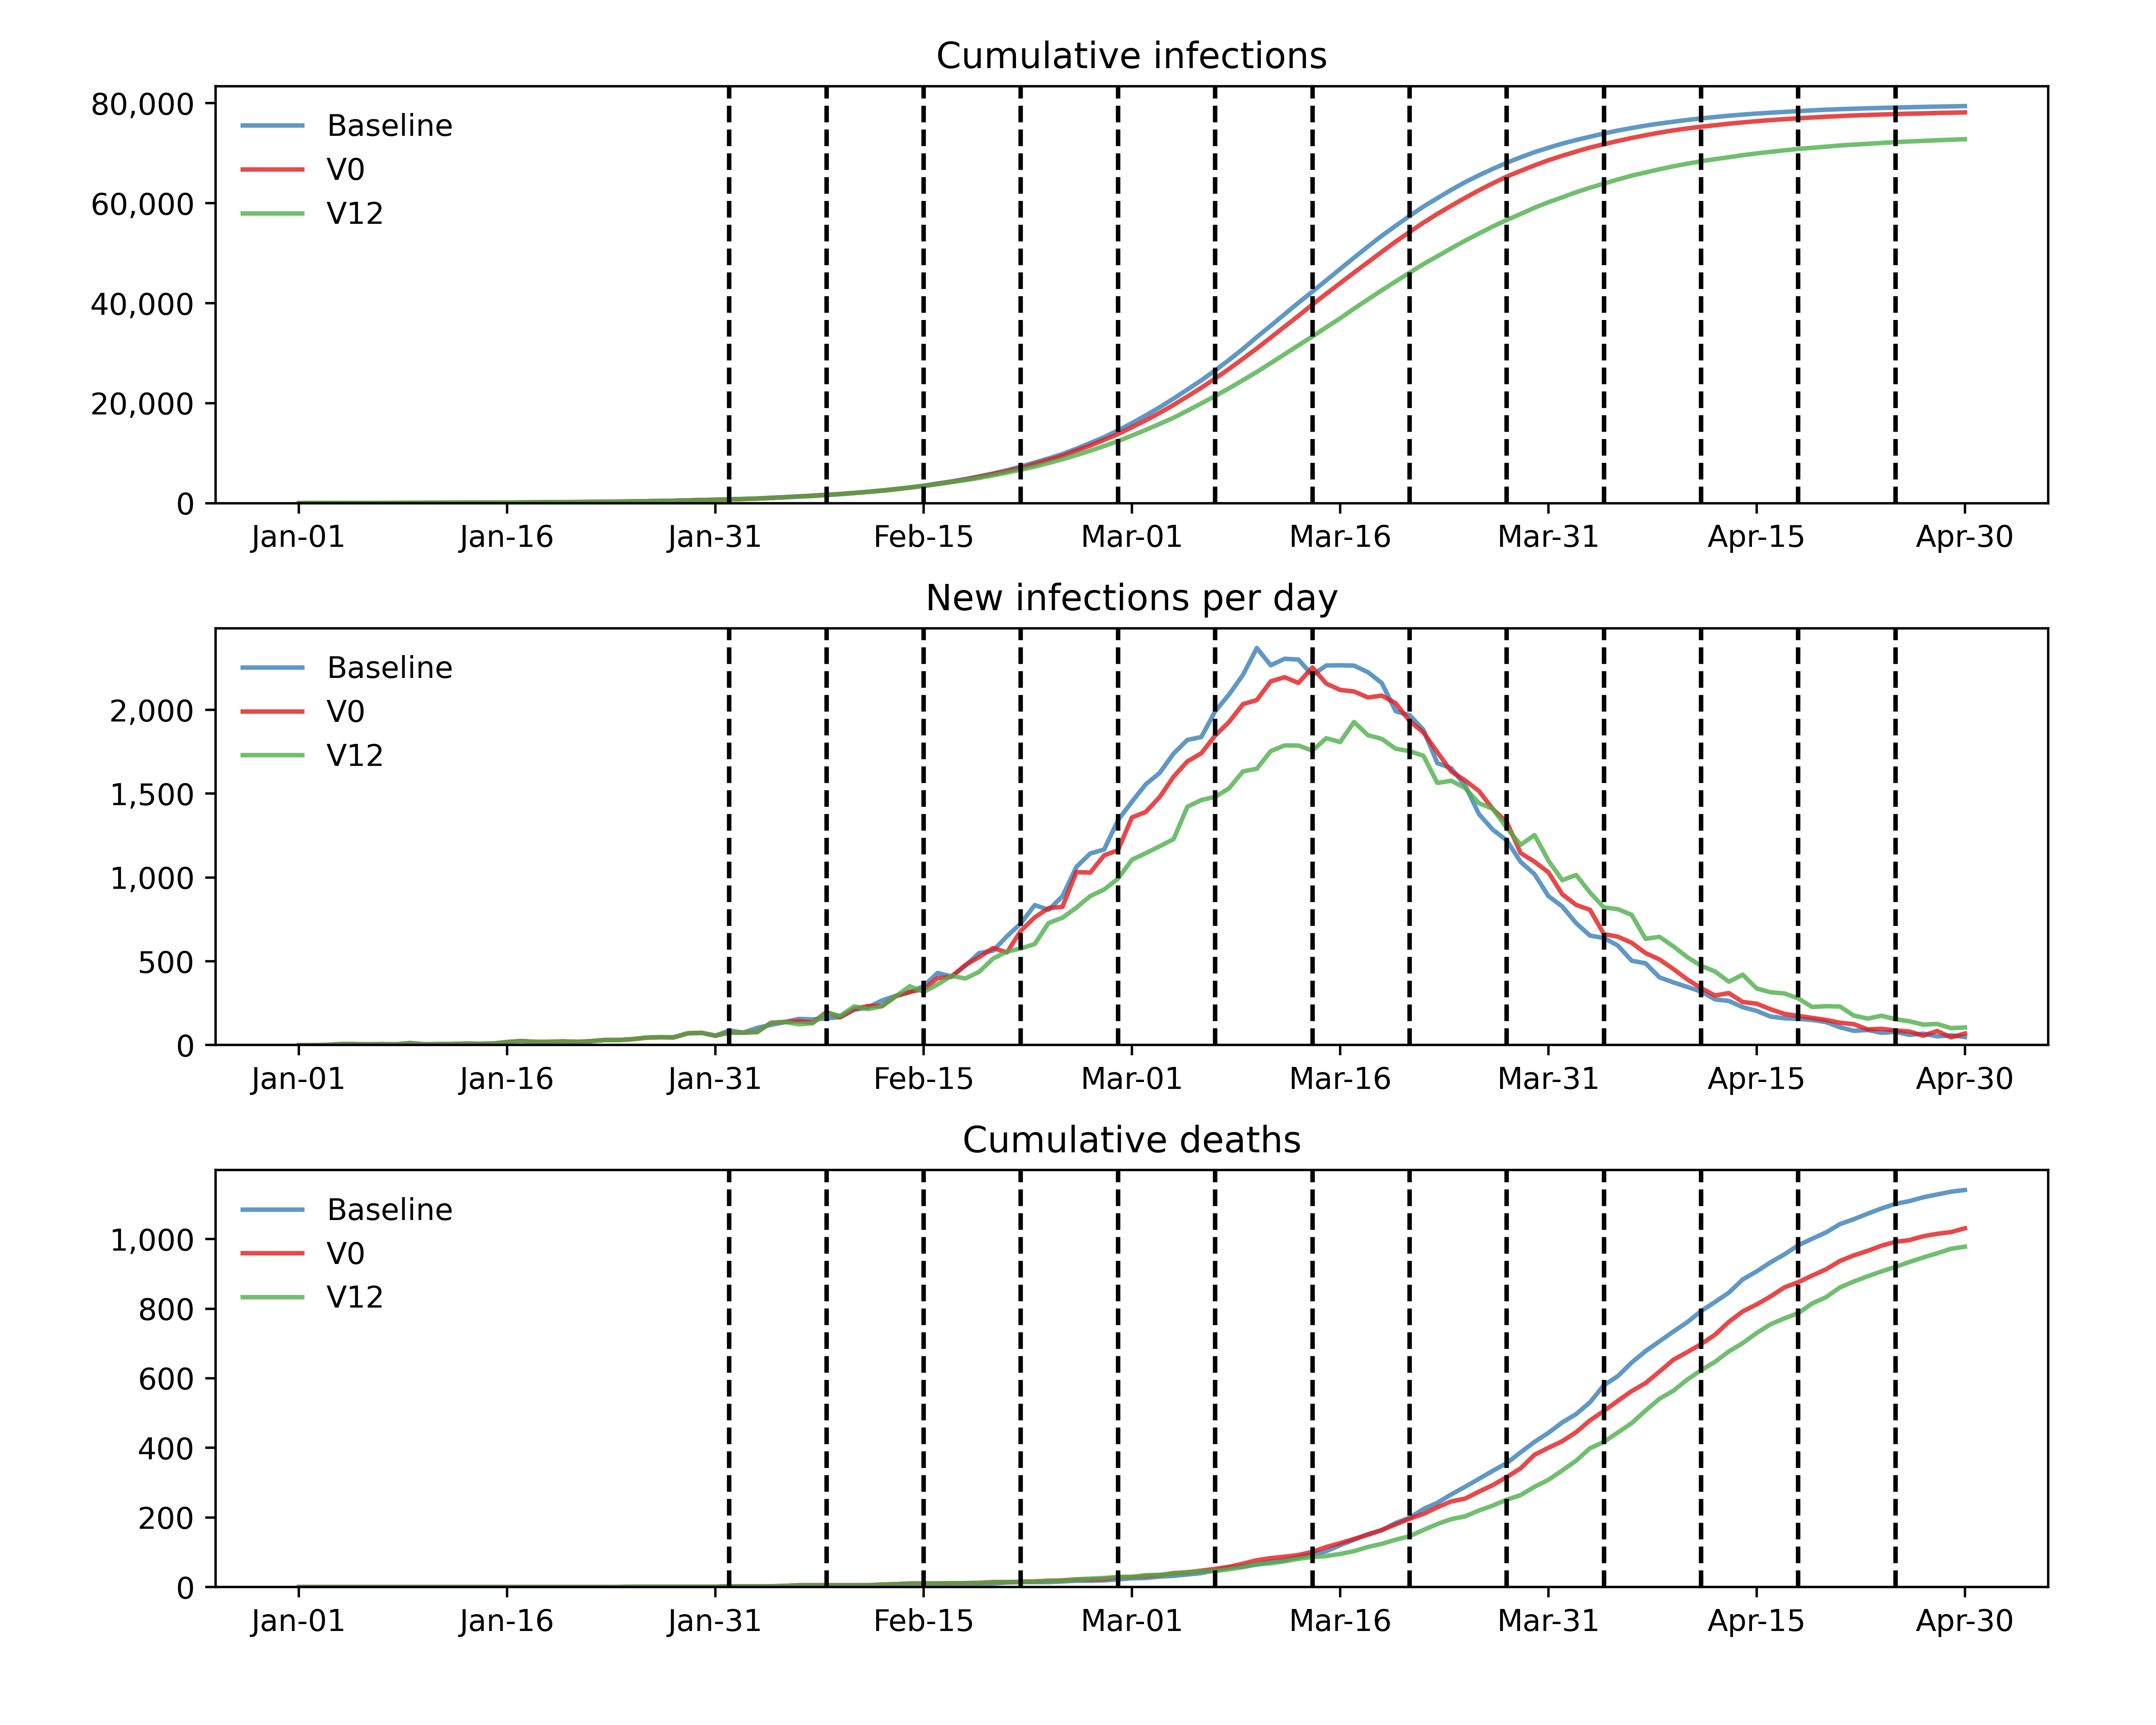 Cumulative infections
80,000
60,000
40,000
20,000
0
Baseline
V0
V12
Jan-01 Jan-16 Jan-31 Feb-15 Mar-01 Mar-16 Mar-31 Apr-15 Apr-30
New infections per day
2,000
1,500
1,000
500
0
Baseline
V0
V12
Jan-01 Jan-16 Jan-31 Feb-15 Mar-01 Mar-16 Mar-31 Apr-15 Apr-30
Cumulative deaths
1,000
800
600
400
200
0
Baseline
V0
V12
Jan-01 Jan-16 Jan-31 Feb-15 Mar-01 Mar-16 Mar-31 Apr-15 Apr-30